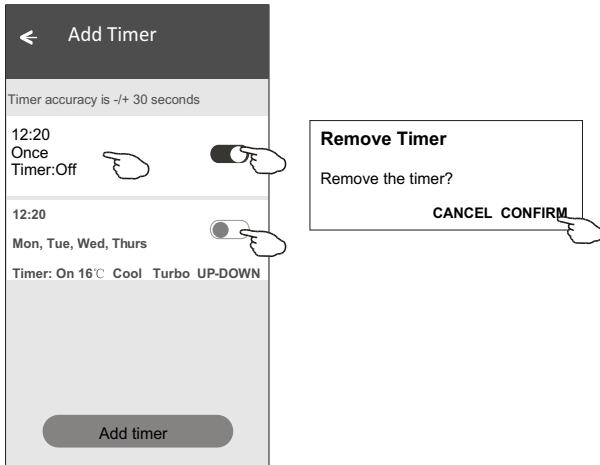 Add Timer
Timer accuracy is -/+ 30 seconds
12:20
Once
Timer:Off
12:20
Mon, Tue, Wed, Thurs
Timer: On 16℃ Cool Turbo UP-DOWN
Add timer
Remove Timer
Remove the timer?
CANCEL CONFIRM